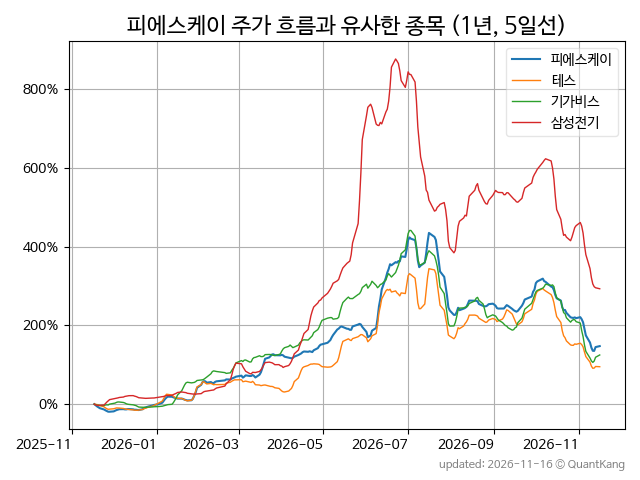 피에스케이 주가 흐름과 유사한 종목 (1년, 5일선)
피에스케이
테스
기가비스
삼성전기
800%
600%
400%
200%
0%
2025-11
2026-01
2026-03
2026-05
2026-07
2026-09
2026-11
updated: 2026-11-16 © QuantKang